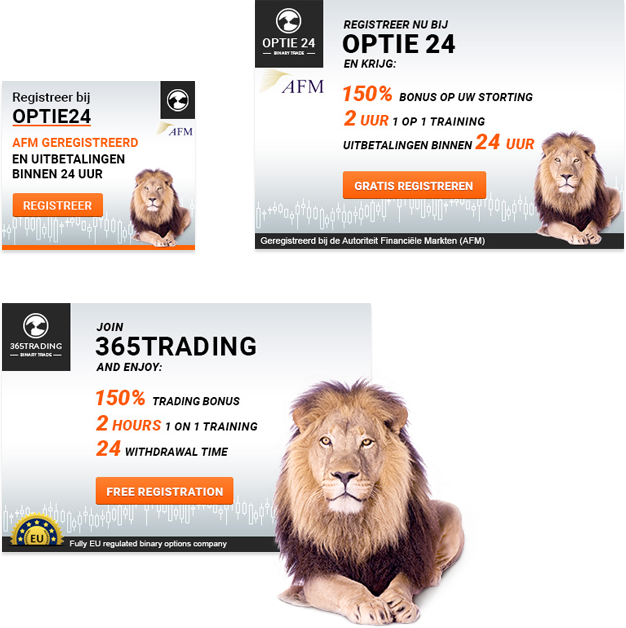 Registreer bij
OPTIE24
AFM
AFM GEREGISTREERD
EN UITBETALINGEN
BINNEN 24 UUR
REGISTREER
OPTIE 24
BINARY TRADE
AFM
REGISTREER NU BIJ
OPTIE 24
EN KRIJG:
150% BONUS OP UW STORTING
2 UUR 1 OP 1 TRAINING
UITBETALINGEN BINNEN 24 UUR
GRATIS REGISTREREN
Geregistreerd bij de Autoriteit Financiële Markten (AFM)
365TRADING
BINARY TRADE
JOIN
365TRADING
AND ENJOY:
150% TRADING BONUS
2 HOURS 1 ON 1 TRAINING
24 WITHDRAWAL TIME
FREE REGISTRATION
EU
Fully EU regulated binary options company